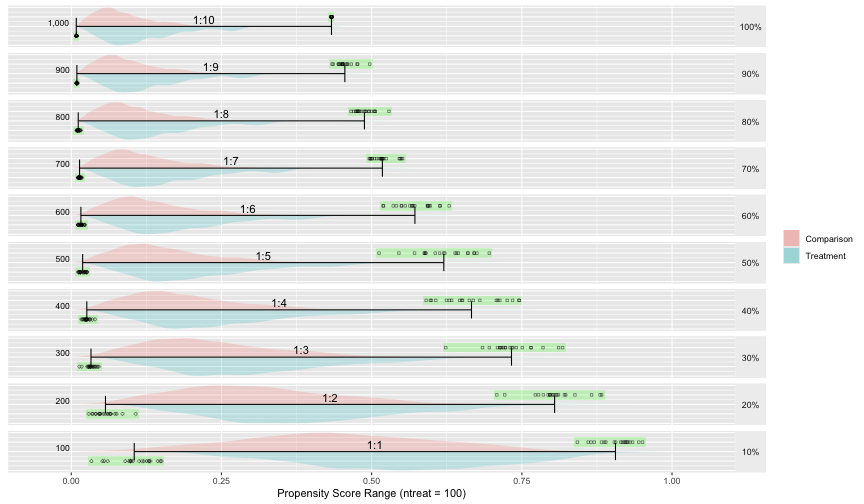 1,000 1:10 100%
900 1:9 90%
800 1:8 80%
700 1:7 70%
600 1:6 60%
Comparison
Treatment
500 1:5 50%
400 1:4 40%
300 1:3 30%
200 1:2 20%
100 1:1 10%
0.00 0.25 0.50 0.75 1.00
Propensity Score Range (ntreat = 100)